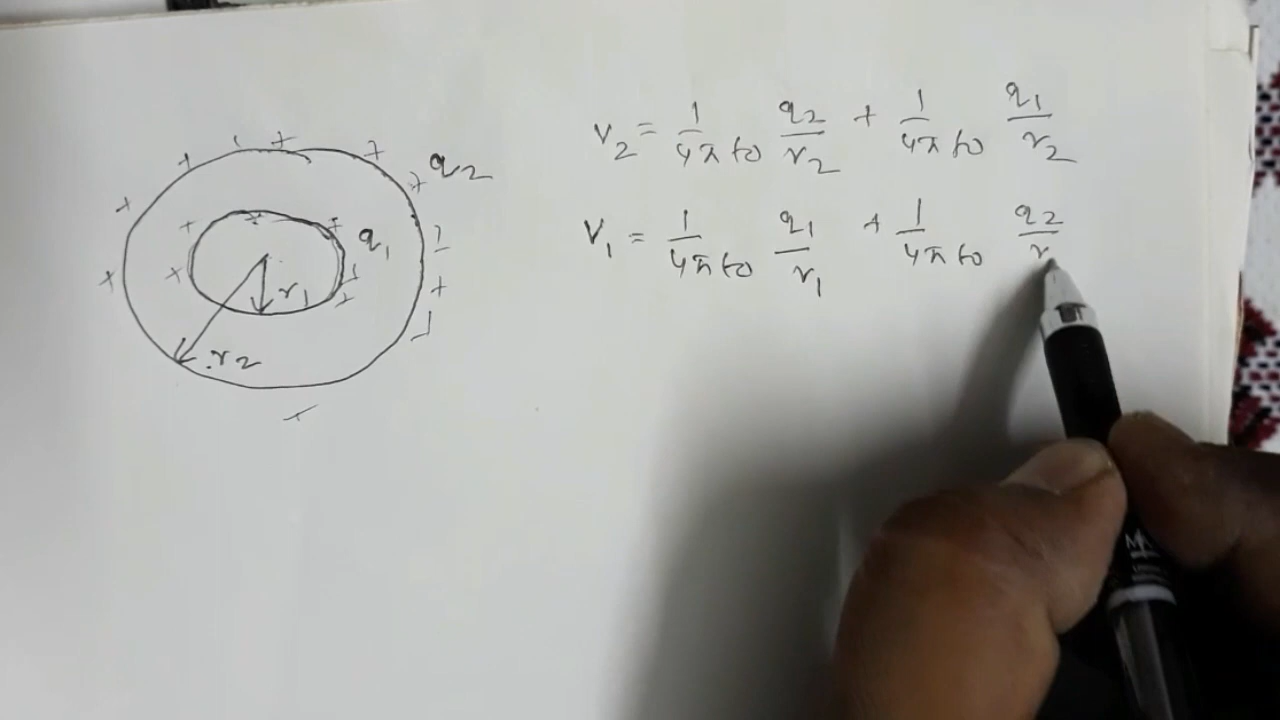 V₂ = 1/4πε₀ q₂/r₂ + 1/4πε₀ q₁/r₂
V₁ = 1/4πε₀ q₁/r₁ + 1/4πε₀ q₂/r
q₂
q₁
r₁
r₂